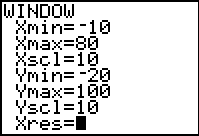 WINDOW
Xmin=-10
Xmax=80
Xscl=10
Ymin=-20
Ymax=100
Yscl=10
Xres=